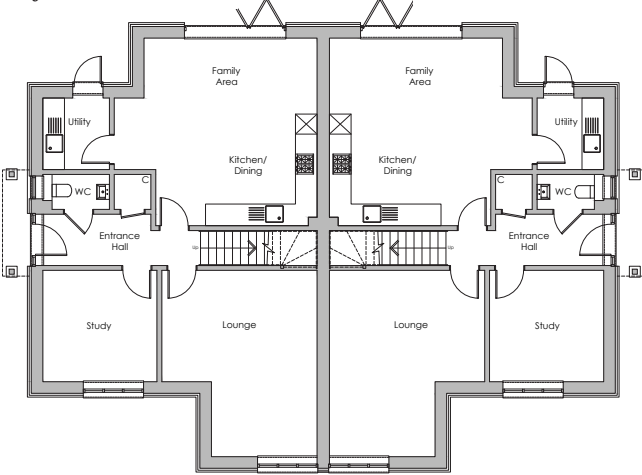 Family
Area
Family
Area
Utility
Utility
Kitchen/
Dining
Kitchen/
Dining
WC
C
C
WC
Entrance
Hall
Up
Up
Entrance
Hall
Study
Lounge
Lounge
Study